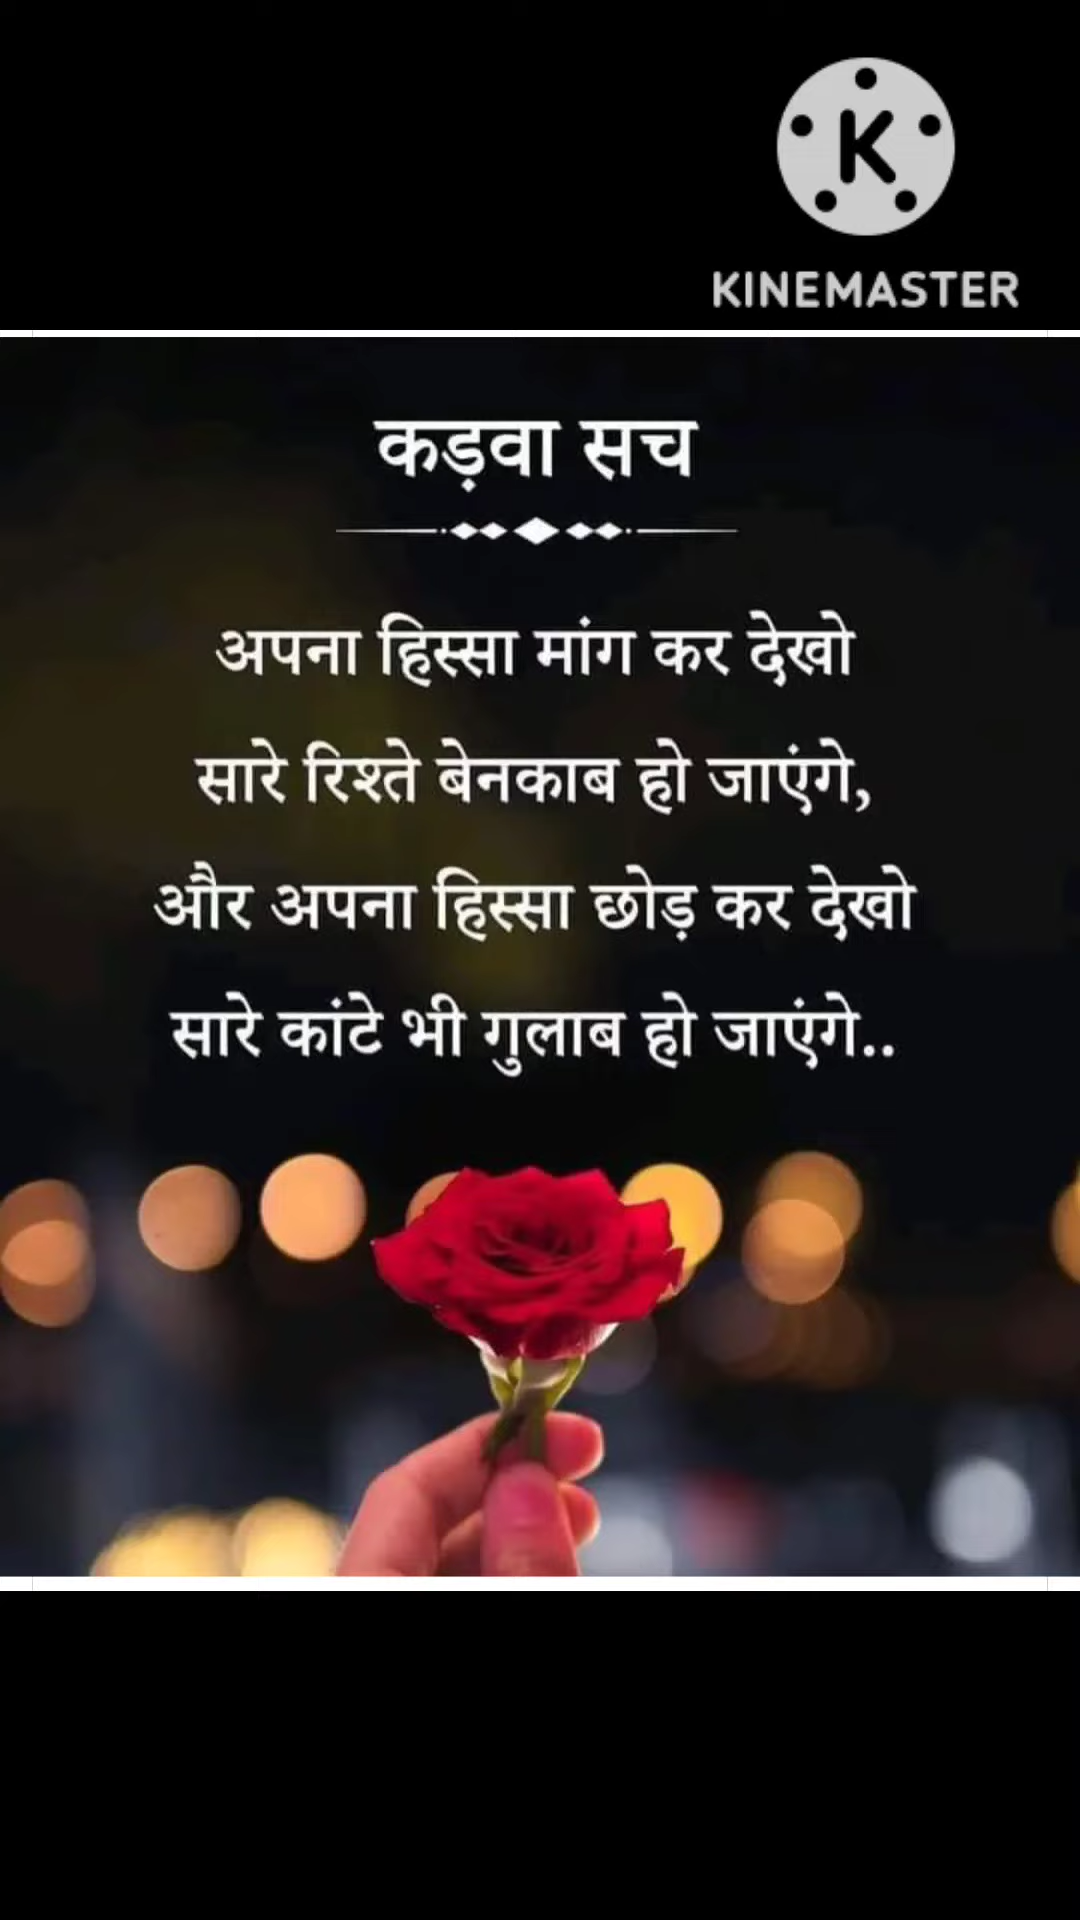 K
KINEMASTER
कड़वा सच
अपना हिस्सा मांग कर देखो
सारे रिश्ते बेनकाब हो जाएंगे,
और अपना हिस्सा छोड़ कर देखो
सारे कांटे भी गुलाब हो जाएंगे..